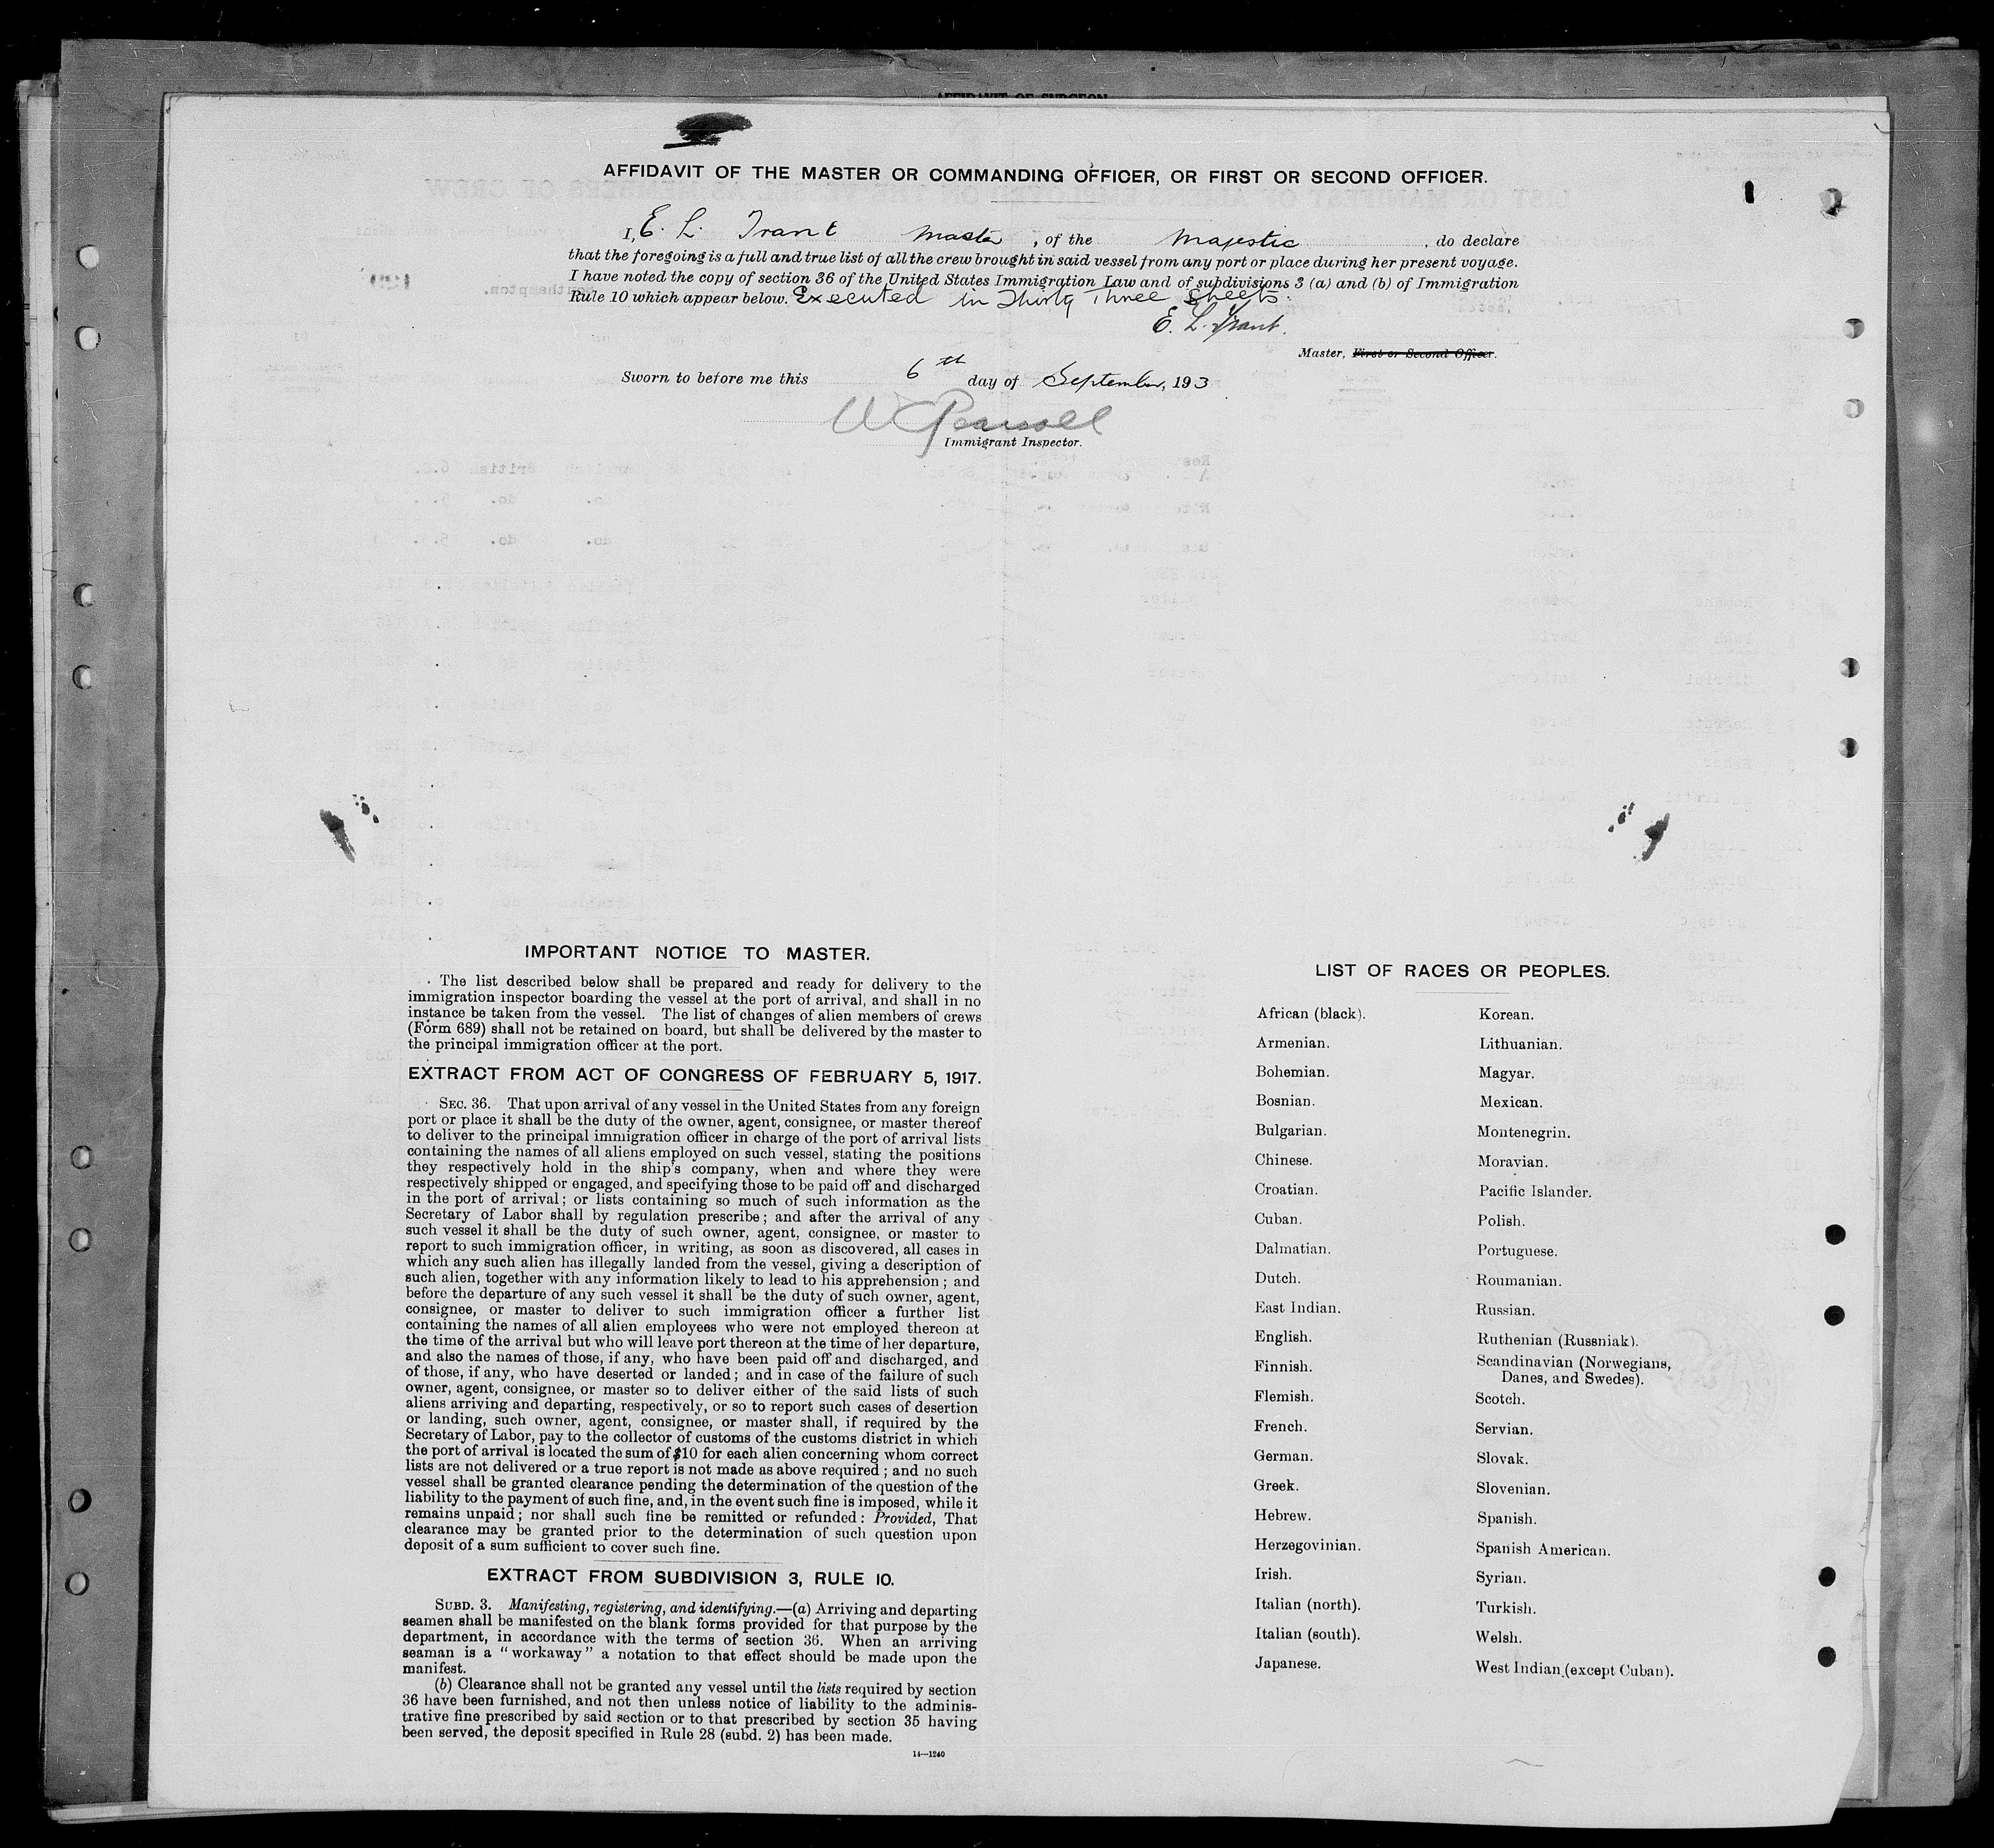 AFFIDAVIT OF SURGEON
AFFIDAVIT OF THE MASTER OR COMMANDING OFFICER, OR FIRST OR SECOND OFFICER.
I, E. L. Trant Master , of the Majestic , do declare
that the foregoing is a full and true list of all the crew brought in said vessel from any port or place during her present voyage.
I have noted the copy of section 36 of the United States Immigration Law and of subdivisions 3 (a) and (b) of Immigration
Rule 10 which appear below. Executed in Thirty Three sheets.
E. L. Trant.
Master, First or Second Officer.
Sworn to before me this 6th day of September, 193
Immigrant Inspector.
IMPORTANT NOTICE TO MASTER.
The list described below shall be prepared and ready for delivery to the
immigration inspector boarding the vessel at the port of arrival, and shall in no
instance be taken from the vessel. The list of changes of alien members of crews
(Form 689) shall not be retained on board, but shall be delivered by the master to
the principal immigration officer at the port.
EXTRACT FROM ACT OF CONGRESS OF FEBRUARY 5, 1917.
SEC. 36. That upon arrival of any vessel in the United States from any foreign
port or place it shall be the duty of the owner, agent, consignee, or master thereof
to deliver to the principal immigration officer in charge of the port of arrival lists
containing the names of all aliens employed on such vessel, stating the positions
they respectively hold in the ship's company, when and where they were
respectively shipped or engaged, and specifying those to be paid off and discharged
in the port of arrival; or lists containing so much of such information as the
Secretary of Labor shall by regulation prescribe; and after the arrival of any
such vessel it shall be the duty of such owner, agent, consignee, or master to
report to such immigration officer, in writing, as soon as discovered, all cases in
which any such alien has illegally landed from the vessel, giving a description of
such alien, together with any information likely to lead to his apprehension; and
before the departure of any such vessel it shall be the duty of such owner, agent,
consignee, or master to deliver to such immigration officer a further list
containing the names of all alien employees who were not employed thereon at
the time of the arrival but who will leave port thereon at the time of her departure,
and also the names of those, if any, who have been paid off and discharged, and
of those, if any, who have deserted or landed; and in case of the failure of such
owner, agent, consignee, or master so to deliver either of the said lists of such
aliens arriving and departing, respectively, or so to report such cases of desertion
or landing, such owner, agent, consignee, or master shall, if required by the
Secretary of Labor, pay to the collector of customs of the customs district in which
the port of arrival is located the sum of $10 for each alien concerning whom correct
lists are not delivered or a true report is not made as above required; and no such
vessel shall be granted clearance pending the determination of the question of the
liability to the payment of such fine, and, in the event such fine is imposed, while it
remains unpaid; nor shall such fine be remitted or refunded: Provided, That
clearance may be granted prior to the determination of such question upon
deposit of a sum sufficient to cover such fine.
EXTRACT FROM SUBDIVISION 3, RULE 10.
SUBD. 3. Manifesting, registering, and identifying.—(a) Arriving and departing
seamen shall be manifested on the blank forms provided for that purpose by the
department, in accordance with the terms of section 36. When an arriving
seaman is a "workaway" a notation to that effect should be made upon the
manifest.
(b) Clearance shall not be granted any vessel until the lists required by section
36 have been furnished, and not then unless notice of liability to the adminis-
trative fine prescribed by said section or to that prescribed by section 35 having
been served, the deposit specified in Rule 28 (subd. 2) has been made.
14—1240
LIST OF RACES OR PEOPLES.
African (black).
Armenian.
Bohemian.
Bosnian.
Bulgarian.
Chinese.
Croatian.
Cuban.
Dalmatian.
Dutch.
East Indian.
English.
Finnish.
Flemish.
French.
German.
Greek.
Hebrew.
Herzegovinian.
Irish.
Italian (north).
Italian (south).
Japanese.
Korean.
Lithuanian.
Magyar.
Mexican.
Montenegrin.
Moravian.
Pacific Islander.
Polish.
Portuguese.
Roumanian.
Russian.
Ruthenian (Russniak).
Scandinavian (Norwegians,
Danes, and Swedes).
Scotch.
Servian.
Slovak.
Slovenian.
Spanish.
Spanish American.
Syrian.
Turkish.
Welsh.
West Indian (except Cuban).